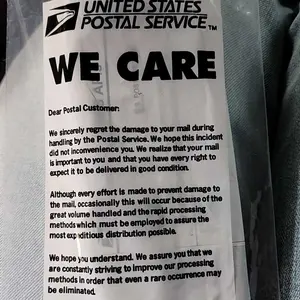 UNITED STATES
POSTAL SERVICE™
WE CARE
Dear Postal Customer:
We sincerely regret the damage to your mail during
handling by the Postal Service. We hope this incident
did not inconvenience you. We realize that your mail
is important to you and that you have every right to
expect it to be delivered in good condition.
Although every effort is made to prevent damage to
the mail, occasionally this will occur because of the
great volume handled and the rapid processing
methods which must be employed to assure the
most expditious distribution possible.
We hope you understand. We assure you that we
are constantly striving to improve our processing
methods in order that even a rare occurrence may
be eliminated.